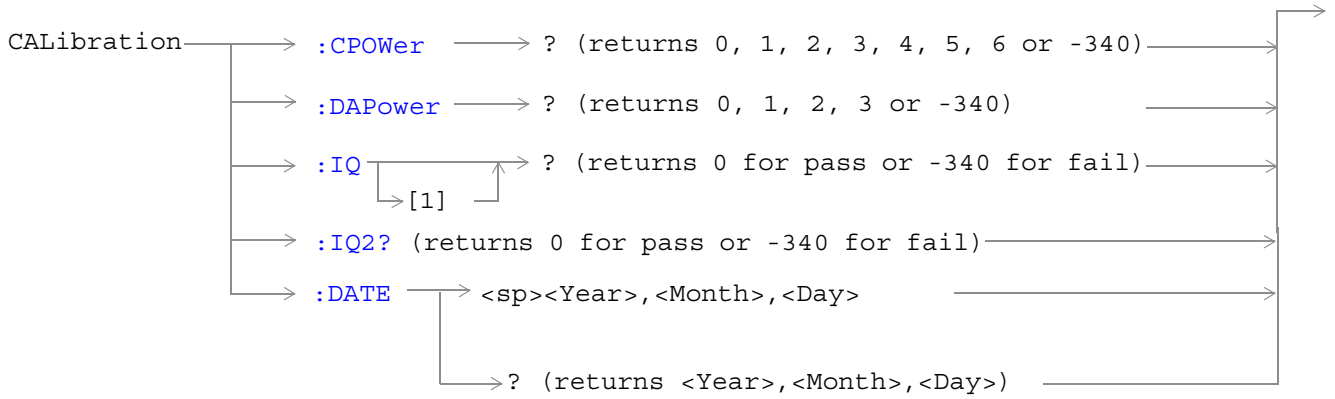 CALibration :CPOWer ? (returns 0, 1, 2, 3, 4, 5, 6 or -340)
:DAPower ? (returns 0, 1, 2, 3 or -340)
:IQ ? (returns 0 for pass or -340 for fail)
[1]
:IQ2? (returns 0 for pass or -340 for fail)
:DATE <sp><Year>,<Month>,<Day>
? (returns <Year>,<Month>,<Day>)